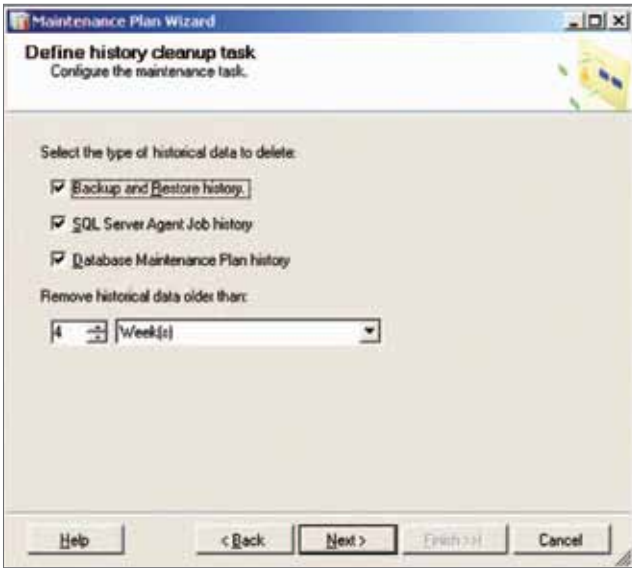 Maintenance Plan Wizard
Define history cleanup task
Configure the maintenance task.
Select the type of historical data to delete:
Backup and Restore history.
SQL Server Agent Job history
Database Maintenance Plan history
Remove historical data older than:
4 Week(s)
Help < Back Next > Finish >>| Cancel